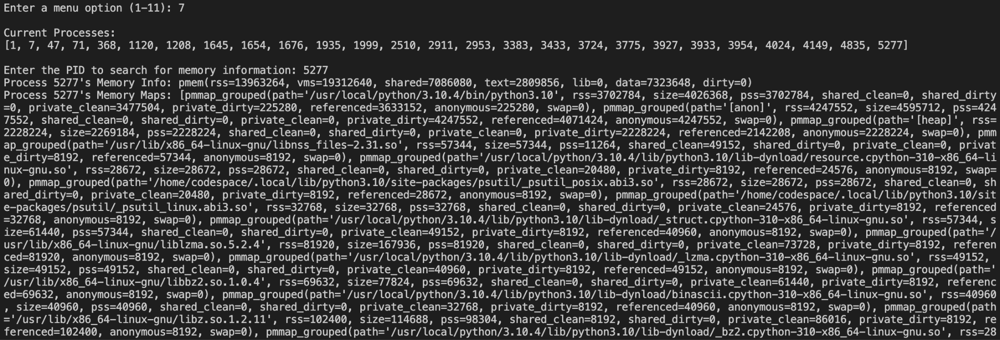 Enter a menu option (1-11): 7
Current Processes:
[1, 7, 47, 71, 368, 1120, 1208, 1645, 1654, 1676, 1935, 1999, 2510, 2911, 2953, 3383, 3433, 3724, 3775, 3927, 3933, 3954, 4024, 4149, 4835, 5277]
Enter the PID to search for memory information: 5277
Process 5277's Memory Info: pmem(rss=13963264, vms=19312640, shared=7086080, text=2809856, lib=0, data=7323648, dirty=0)
Process 5277's Memory Maps: [pmmap_grouped(path='/usr/local/python/3.10.4/bin/python3.10', rss=3702784, size=4026368, pss=3702784, shared_clean=0, shared_dirty
=0, private_clean=3477504, private_dirty=225280, referenced=3633152, anonymous=225280, swap=0), pmmap_grouped(path='[anon]', rss=4247552, size=4595712, pss=424
7552, shared_clean=0, shared_dirty=0, private_clean=0, private_dirty=4247552, referenced=4071424, anonymous=4247552, swap=0), pmmap_grouped(path='[heap]', rss=
2228224, size=2269184, pss=2228224, shared_clean=0, shared_dirty=0, private_clean=0, private_dirty=2228224, referenced=2142208, anonymous=2228224, swap=0), pmm
ap_grouped(path='/usr/lib/x86_64-linux-gnu/libnss_files-2.31.so', rss=57344, size=57344, pss=11264, shared_clean=49152, shared_dirty=0, private_clean=0, privat
e_dirty=8192, referenced=57344, anonymous=8192, swap=0), pmmap_grouped(path='/usr/local/python/3.10.4/lib/python3.10/lib-dynload/resource.cpython-310-x86_64-li
nux-gnu.so', rss=28672, size=28672, pss=28672, shared_clean=0, shared_dirty=0, private_clean=20480, private_dirty=8192, referenced=24576, anonymous=8192, swap=
0), pmmap_grouped(path='/home/codespace/.local/lib/python3.10/site-packages/psutil/_psutil_posix.abi3.so', rss=28672, size=28672, pss=28672, shared_clean=0, sh
ared_dirty=0, private_clean=20480, private_dirty=8192, referenced=28672, anonymous=8192, swap=0), pmmap_grouped(path='/home/codespace/.local/lib/python3.10/sit
e-packages/psutil/_psutil_linux.abi3.so', rss=32768, size=32768, pss=32768, shared_clean=0, shared_dirty=0, private_clean=24576, private_dirty=8192, referenced
=32768, anonymous=8192, swap=0), pmmap_grouped(path='/usr/local/python/3.10.4/lib/python3.10/lib-dynload/_struct.cpython-310-x86_64-linux-gnu.so', rss=57344, s
ize=61440, pss=57344, shared_clean=0, shared_dirty=0, private_clean=49152, private_dirty=8192, referenced=40960, anonymous=8192, swap=0), pmmap_grouped(path='/
usr/lib/x86_64-linux-gnu/liblzma.so.5.2.4', rss=81920, size=167936, pss=81920, shared_clean=0, shared_dirty=0, private_clean=73728, private_dirty=8192, referen
ced=81920, anonymous=8192, swap=0), pmmap_grouped(path='/usr/local/python/3.10.4/lib/python3.10/lib-dynload/_lzma.cpython-310-x86_64-linux-gnu.so', rss=49152,
size=49152, pss=49152, shared_clean=0, shared_dirty=0, private_clean=40960, private_dirty=8192, referenced=49152, anonymous=8192, swap=0), pmmap_grouped(path='
/usr/lib/x86_64-linux-gnu/libbz2.so.1.0.4', rss=69632, size=77824, pss=69632, shared_clean=0, shared_dirty=0, private_clean=61440, private_dirty=8192, referenc
ed=69632, anonymous=8192, swap=0), pmmap_grouped(path='/usr/local/python/3.10.4/lib/python3.10/lib-dynload/binascii.cpython-310-x86_64-linux-gnu.so', rss=40960
, size=40960, pss=40960, shared_clean=0, shared_dirty=0, private_clean=32768, private_dirty=8192, referenced=40960, anonymous=8192, swap=0), pmmap_grouped(path
='/usr/lib/x86_64-linux-gnu/libz.so.1.2.11', rss=102400, size=114688, pss=98304, shared_clean=8192, shared_dirty=0, private_clean=86016, private_dirty=8192, re
ferenced=102400, anonymous=8192, swap=0), pmmap_grouped(path='/usr/local/python/3.10.4/lib/python3.10/lib-dynload/_bz2.cpython-310-x86_64-linux-gnu.so', rss=28